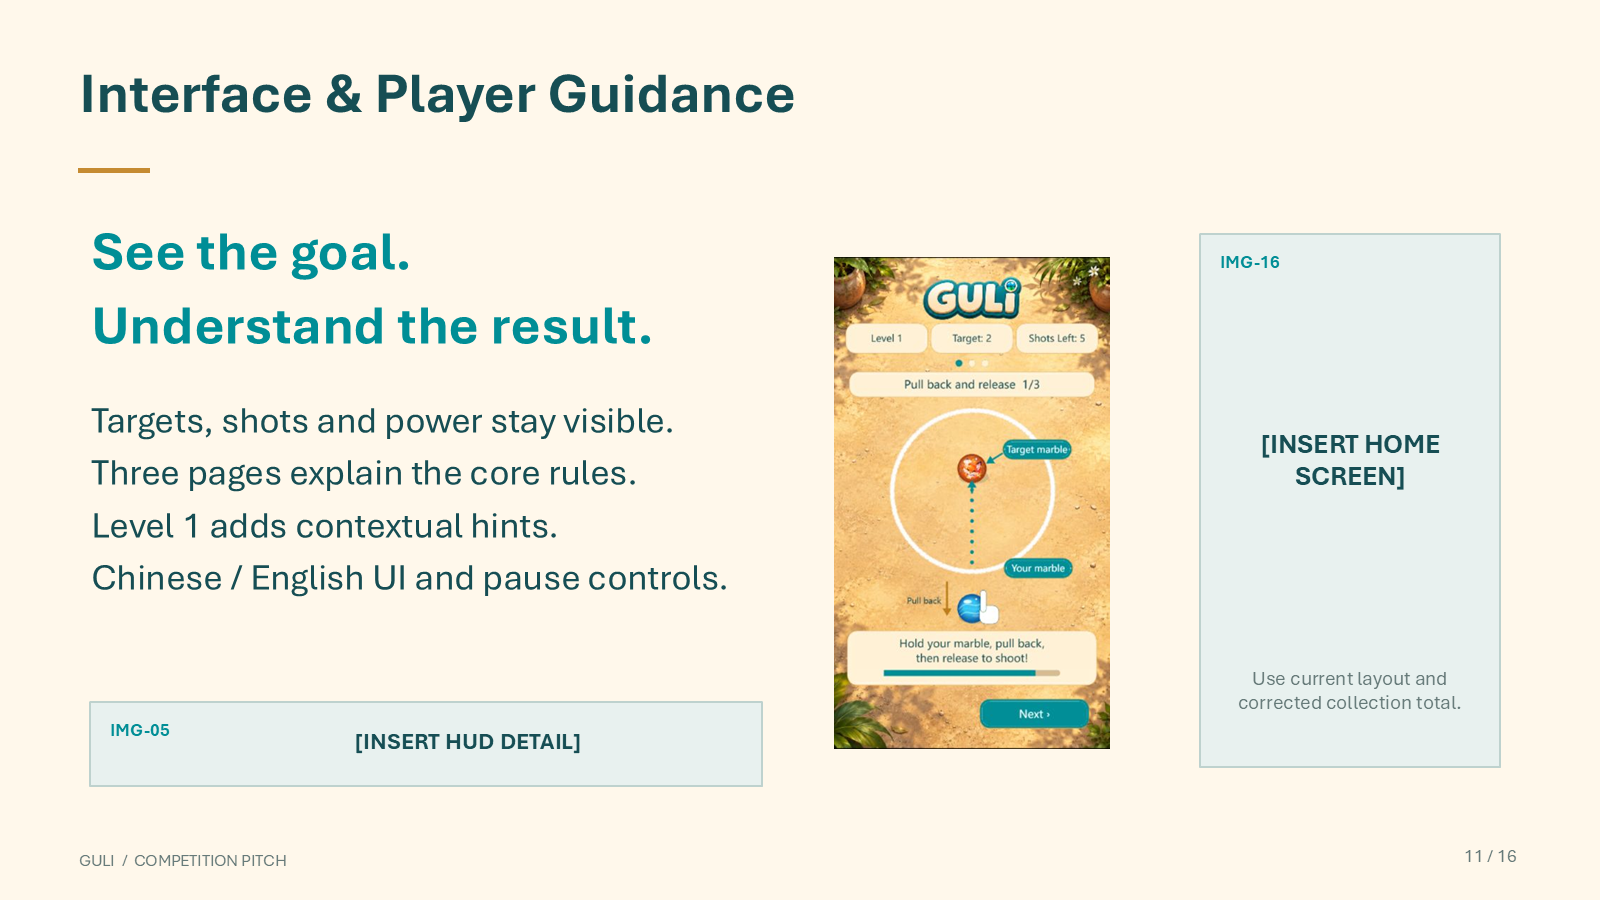 Interface & Player Guidance
See the goal.
Understand the result.
Targets, shots and power stay visible.
Three pages explain the core rules.
Level 1 adds contextual hints.
Chinese / English UI and pause controls.
IMG-05
[INSERT HUD DETAIL]
GULi
Level 1
Target: 2
Shots Left: 5
Pull back and release 1/3
Target marble
Your marble
Pull back
Hold your marble, pull back,
then release to shoot!
Next ›
IMG-16
[INSERT HOME
SCREEN]
Use current layout and
corrected collection total.
GULI / COMPETITION PITCH
11 / 16